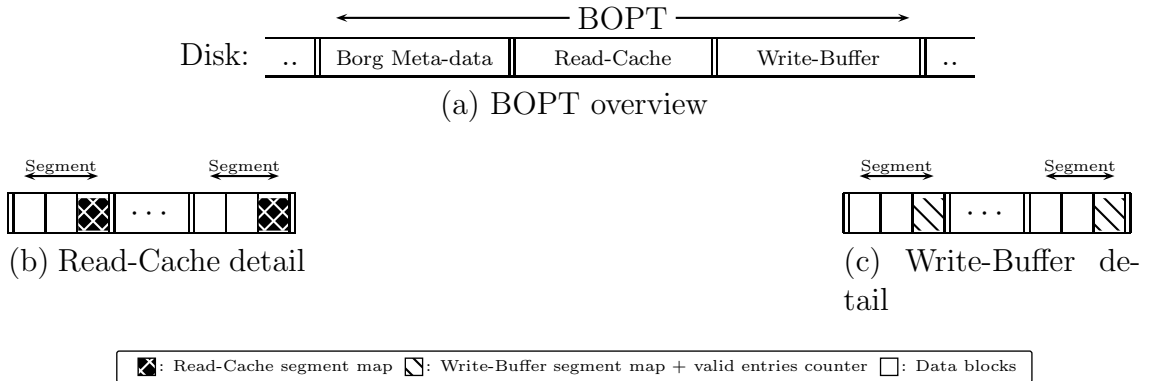 BOPT
Disk: .. Borg Meta-data Read-Cache Write-Buffer ..
(a) BOPT overview
Segment Segment
...
(b) Read-Cache detail
Segment Segment
...
(c) Write-Buffer de-
tail
: Read-Cache segment map : Write-Buffer segment map + valid entries counter : Data blocks